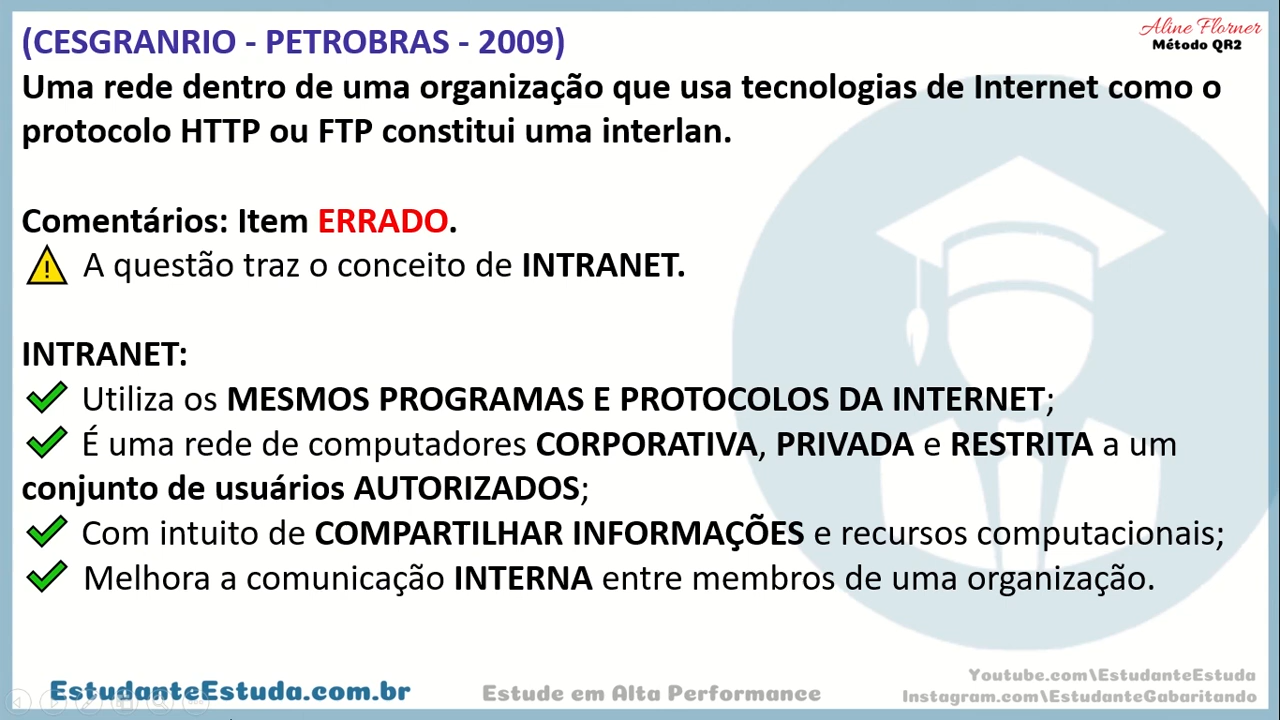 Aline Florner
Método QR2
(CESGRANRIO - PETROBRAS - 2009)
Uma rede dentro de uma organização que usa tecnologias de Internet como o
protocolo HTTP ou FTP constitui uma interlan.
Comentários: Item ERRADO.
A questão traz o conceito de INTRANET.
INTRANET:
Utiliza os MESMOS PROGRAMAS E PROTOCOLOS DA INTERNET;
É uma rede de computadores CORPORATIVA, PRIVADA e RESTRITA a um
conjunto de usuários AUTORIZADOS;
Com intuito de COMPARTILHAR INFORMAÇÕES e recursos computacionais;
Melhora a comunicação INTERNA entre membros de uma organização.
EstudanteEstuda.com.br
Estude em Alta Performance
Youtube.com\EstudanteEstuda
Instagram.com\EstudanteGabaritando